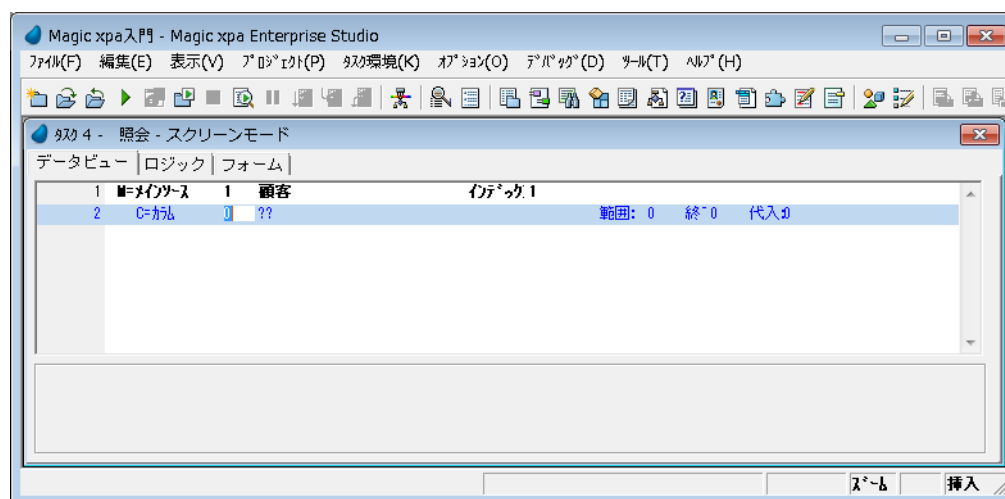 Magic xpa入門 - Magic xpa Enterprise Studio
ﾌｧｲﾙ(F) 編集(E) 表示(V) ﾌﾟﾛｼﾞｪｸﾄ(P) ﾀｽｸ環境(K) ｵﾌﾟｼｮﾝ(O) ﾃﾞﾊﾞｯｸﾞ(D) ﾂｰﾙ(T) ﾍﾙﾌﾟ(H)
ﾀｽｸ 4 - 照会 - スクリーンモード
データビュー ロジック フォーム
1 M=ﾒｲﾝｿｰｽ 1 顧客 ｲﾝﾃﾞｯｸ: 1
2 C=ｶﾗﾑ 0 ?? 範囲: 0 終 0 代入: 0
ｽﾞｰﾑ 挿入